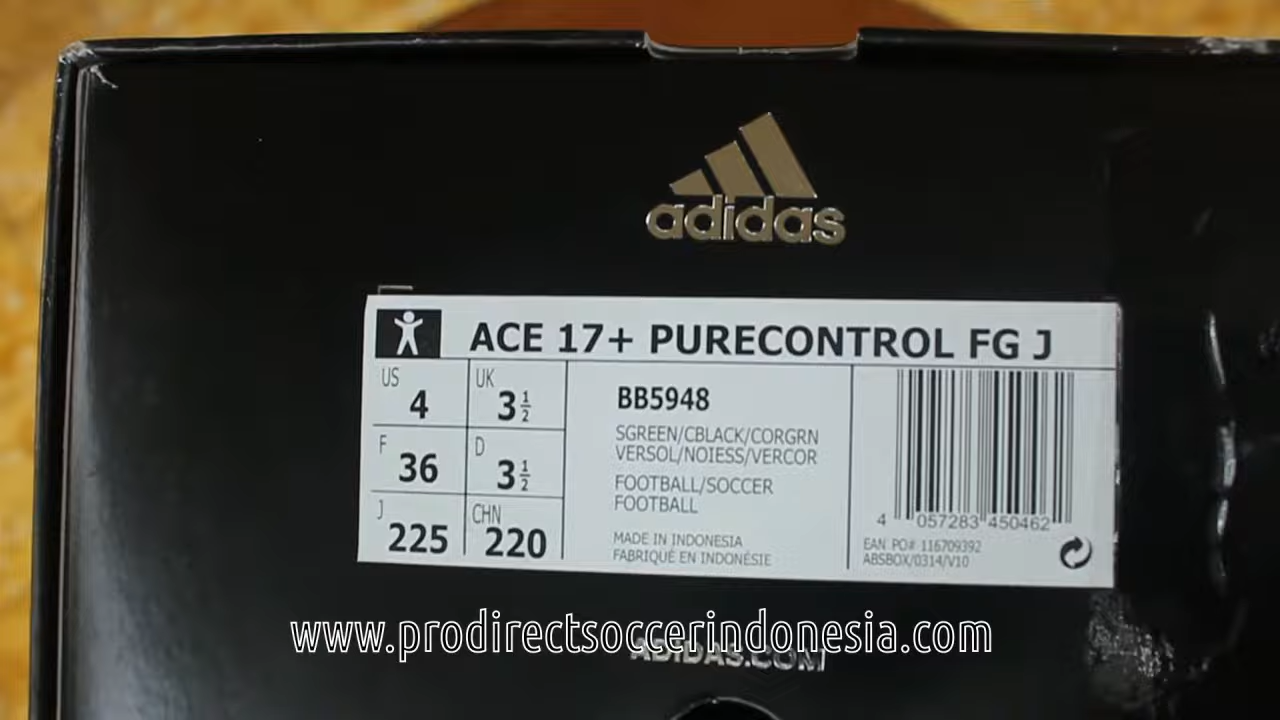 adidas
ACE 17+ PURECONTROL FG J
US 4 UK 3 1/2
F 36 D 3 1/2
J 225 CHN 220
BB5948
SGREEN/CBLACK/CORGRN
VERSOL/NOIESS/VERCOR
FOOTBALL/SOCCER
FOOTBALL
MADE IN INDONESIA
FABRIQUÉ EN INDONÉSIE
4 057283 450462
EAN PO# 116709392
ABSBOX/0314/V10
www.prodirectsoccerindonesia.com
ADIDAS.COM